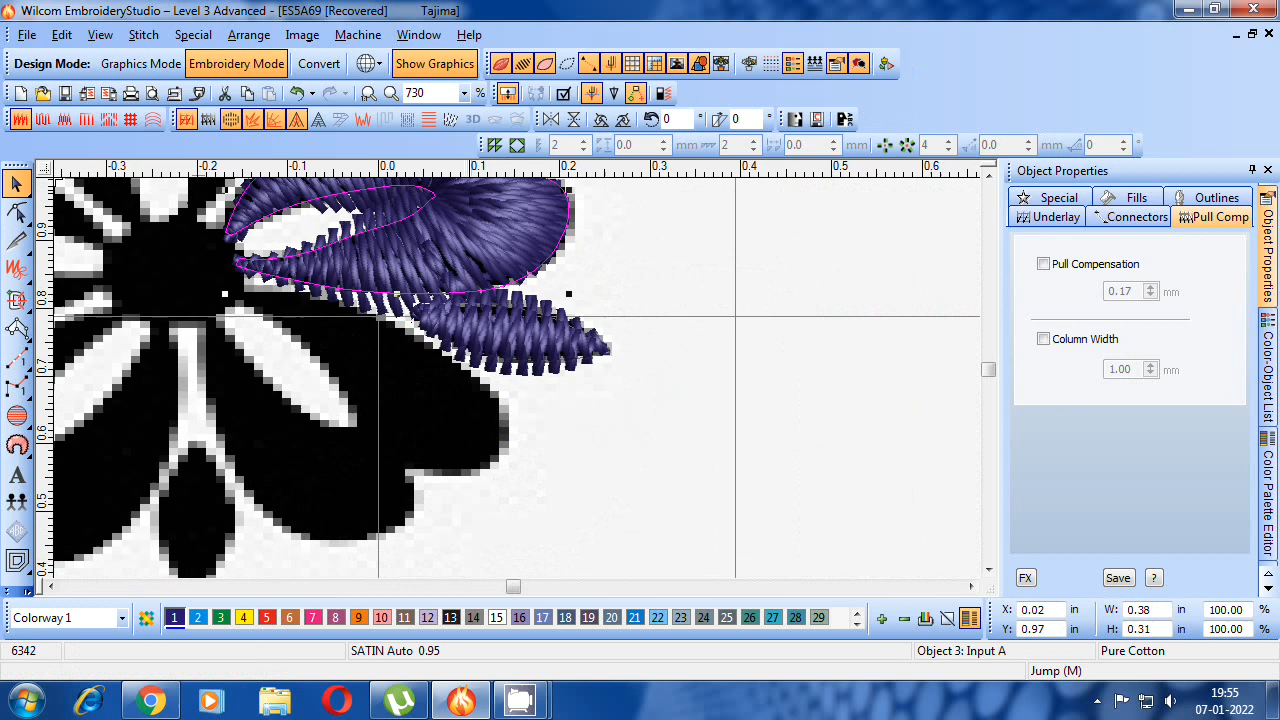 Wilcom EmbroideryStudio – Level 3 Advanced - [ES5A69 [Recovered] Tajima]
File Edit View Stitch Special Arrange Image Machine Window Help
Design Mode: Graphics Mode Embroidery Mode Convert Show Graphics
730 %
3D 0 ° 0 °
2 0.0 mm 2 0.0 mm 4 0.0 mm 0 °
-0.3 -0.2 -0.1 0.0 0.1 0.2 0.3 0.4 0.5 0.6
0.9
0.8
0.7
0.6
0.5
0.4
Object Properties
Special Fills Outlines
Underlay Connectors Pull Comp
Pull Compensation
0.17 mm
Column Width
1.00 mm
FX Save ?
Object Properties
Color-Object List
Color Palette Editor
Colorway 1 1 2 3 4 5 6 7 8 9 10 11 12 13 14 15 16 17 18 19 20 21 22 23 24 25 26 27 28 29
X: 0.02 in W: 0.38 in 100.00 %
Y: 0.97 in H: 0.31 in 100.00 %
6342 SATIN Auto 0.95 Object 3: Input A Pure Cotton
Jump (M)
19:55
07-01-2022